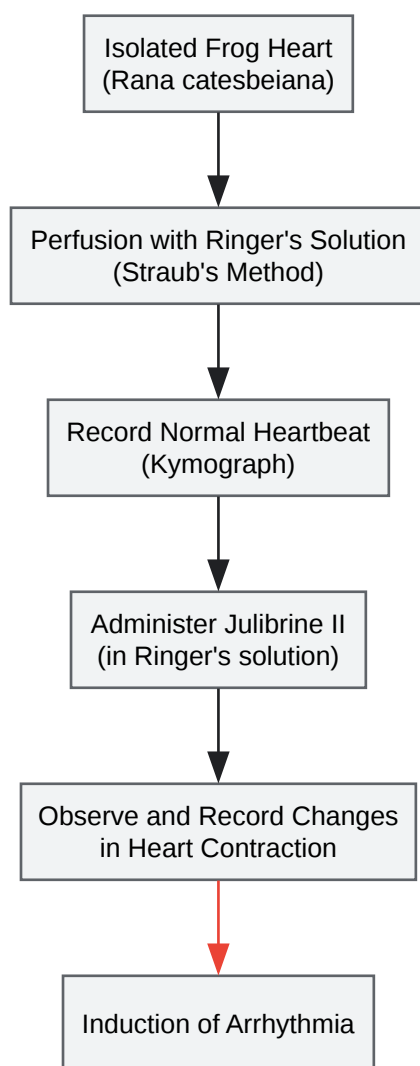 Isolated Frog Heart
(Rana catesbeiana)
Perfusion with Ringer's Solution
(Straub's Method)
Record Normal Heartbeat
(Kymograph)
Administer Julibrine II
(in Ringer's solution)
Observe and Record Changes
in Heart Contraction
Induction of Arrhythmia